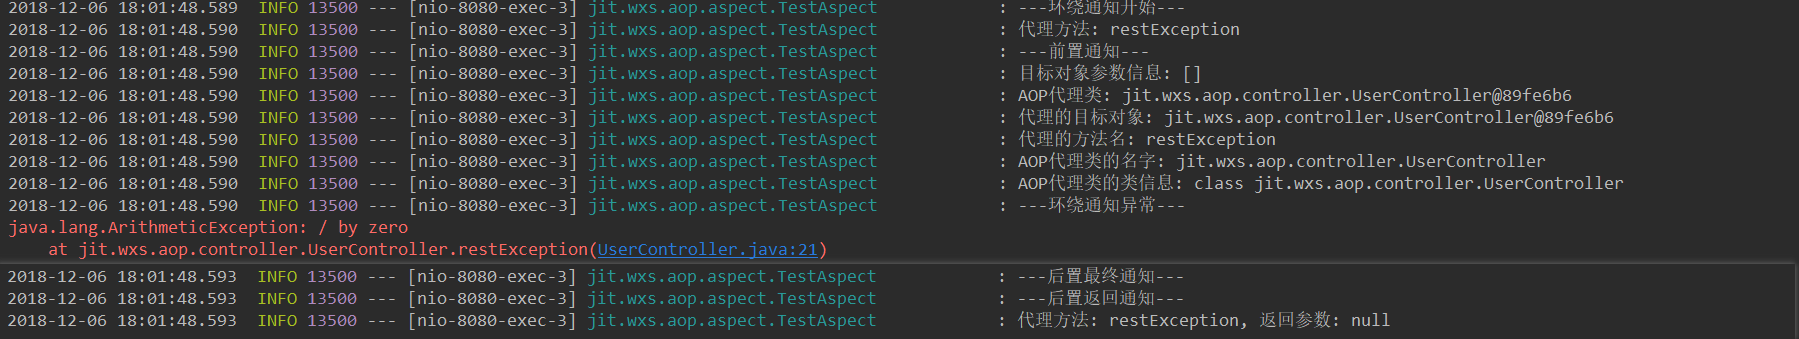 2018-12-06 18:01:48.589  INFO 13500 --- [nio-8080-exec-3] jit.wxs.aop.aspect.TestAspect            : ---环绕通知开始---
2018-12-06 18:01:48.590  INFO 13500 --- [nio-8080-exec-3] jit.wxs.aop.aspect.TestAspect            : 代理方法: restException
2018-12-06 18:01:48.590  INFO 13500 --- [nio-8080-exec-3] jit.wxs.aop.aspect.TestAspect            : ---前置通知---
2018-12-06 18:01:48.590  INFO 13500 --- [nio-8080-exec-3] jit.wxs.aop.aspect.TestAspect            : 目标对象参数信息: []
2018-12-06 18:01:48.590  INFO 13500 --- [nio-8080-exec-3] jit.wxs.aop.aspect.TestAspect            : AOP代理类: jit.wxs.aop.controller.UserController@89fe6b6
2018-12-06 18:01:48.590  INFO 13500 --- [nio-8080-exec-3] jit.wxs.aop.aspect.TestAspect            : 代理的目标对象: jit.wxs.aop.controller.UserController@89fe6b6
2018-12-06 18:01:48.590  INFO 13500 --- [nio-8080-exec-3] jit.wxs.aop.aspect.TestAspect            : 代理的方法名: restException
2018-12-06 18:01:48.590  INFO 13500 --- [nio-8080-exec-3] jit.wxs.aop.aspect.TestAspect            : AOP代理类的名字: jit.wxs.aop.controller.UserController
2018-12-06 18:01:48.590  INFO 13500 --- [nio-8080-exec-3] jit.wxs.aop.aspect.TestAspect            : AOP代理类的类信息: class jit.wxs.aop.controller.UserController
2018-12-06 18:01:48.590  INFO 13500 --- [nio-8080-exec-3] jit.wxs.aop.aspect.TestAspect            : ---环绕通知异常---
java.lang.ArithmeticException: / by zero
    at jit.wxs.aop.controller.UserController.restException(UserController.java:21)
2018-12-06 18:01:48.593  INFO 13500 --- [nio-8080-exec-3] jit.wxs.aop.aspect.TestAspect            : ---后置最终通知---
2018-12-06 18:01:48.593  INFO 13500 --- [nio-8080-exec-3] jit.wxs.aop.aspect.TestAspect            : ---后置返回通知---
2018-12-06 18:01:48.593  INFO 13500 --- [nio-8080-exec-3] jit.wxs.aop.aspect.TestAspect            : 代理方法: restException, 返回参数: null